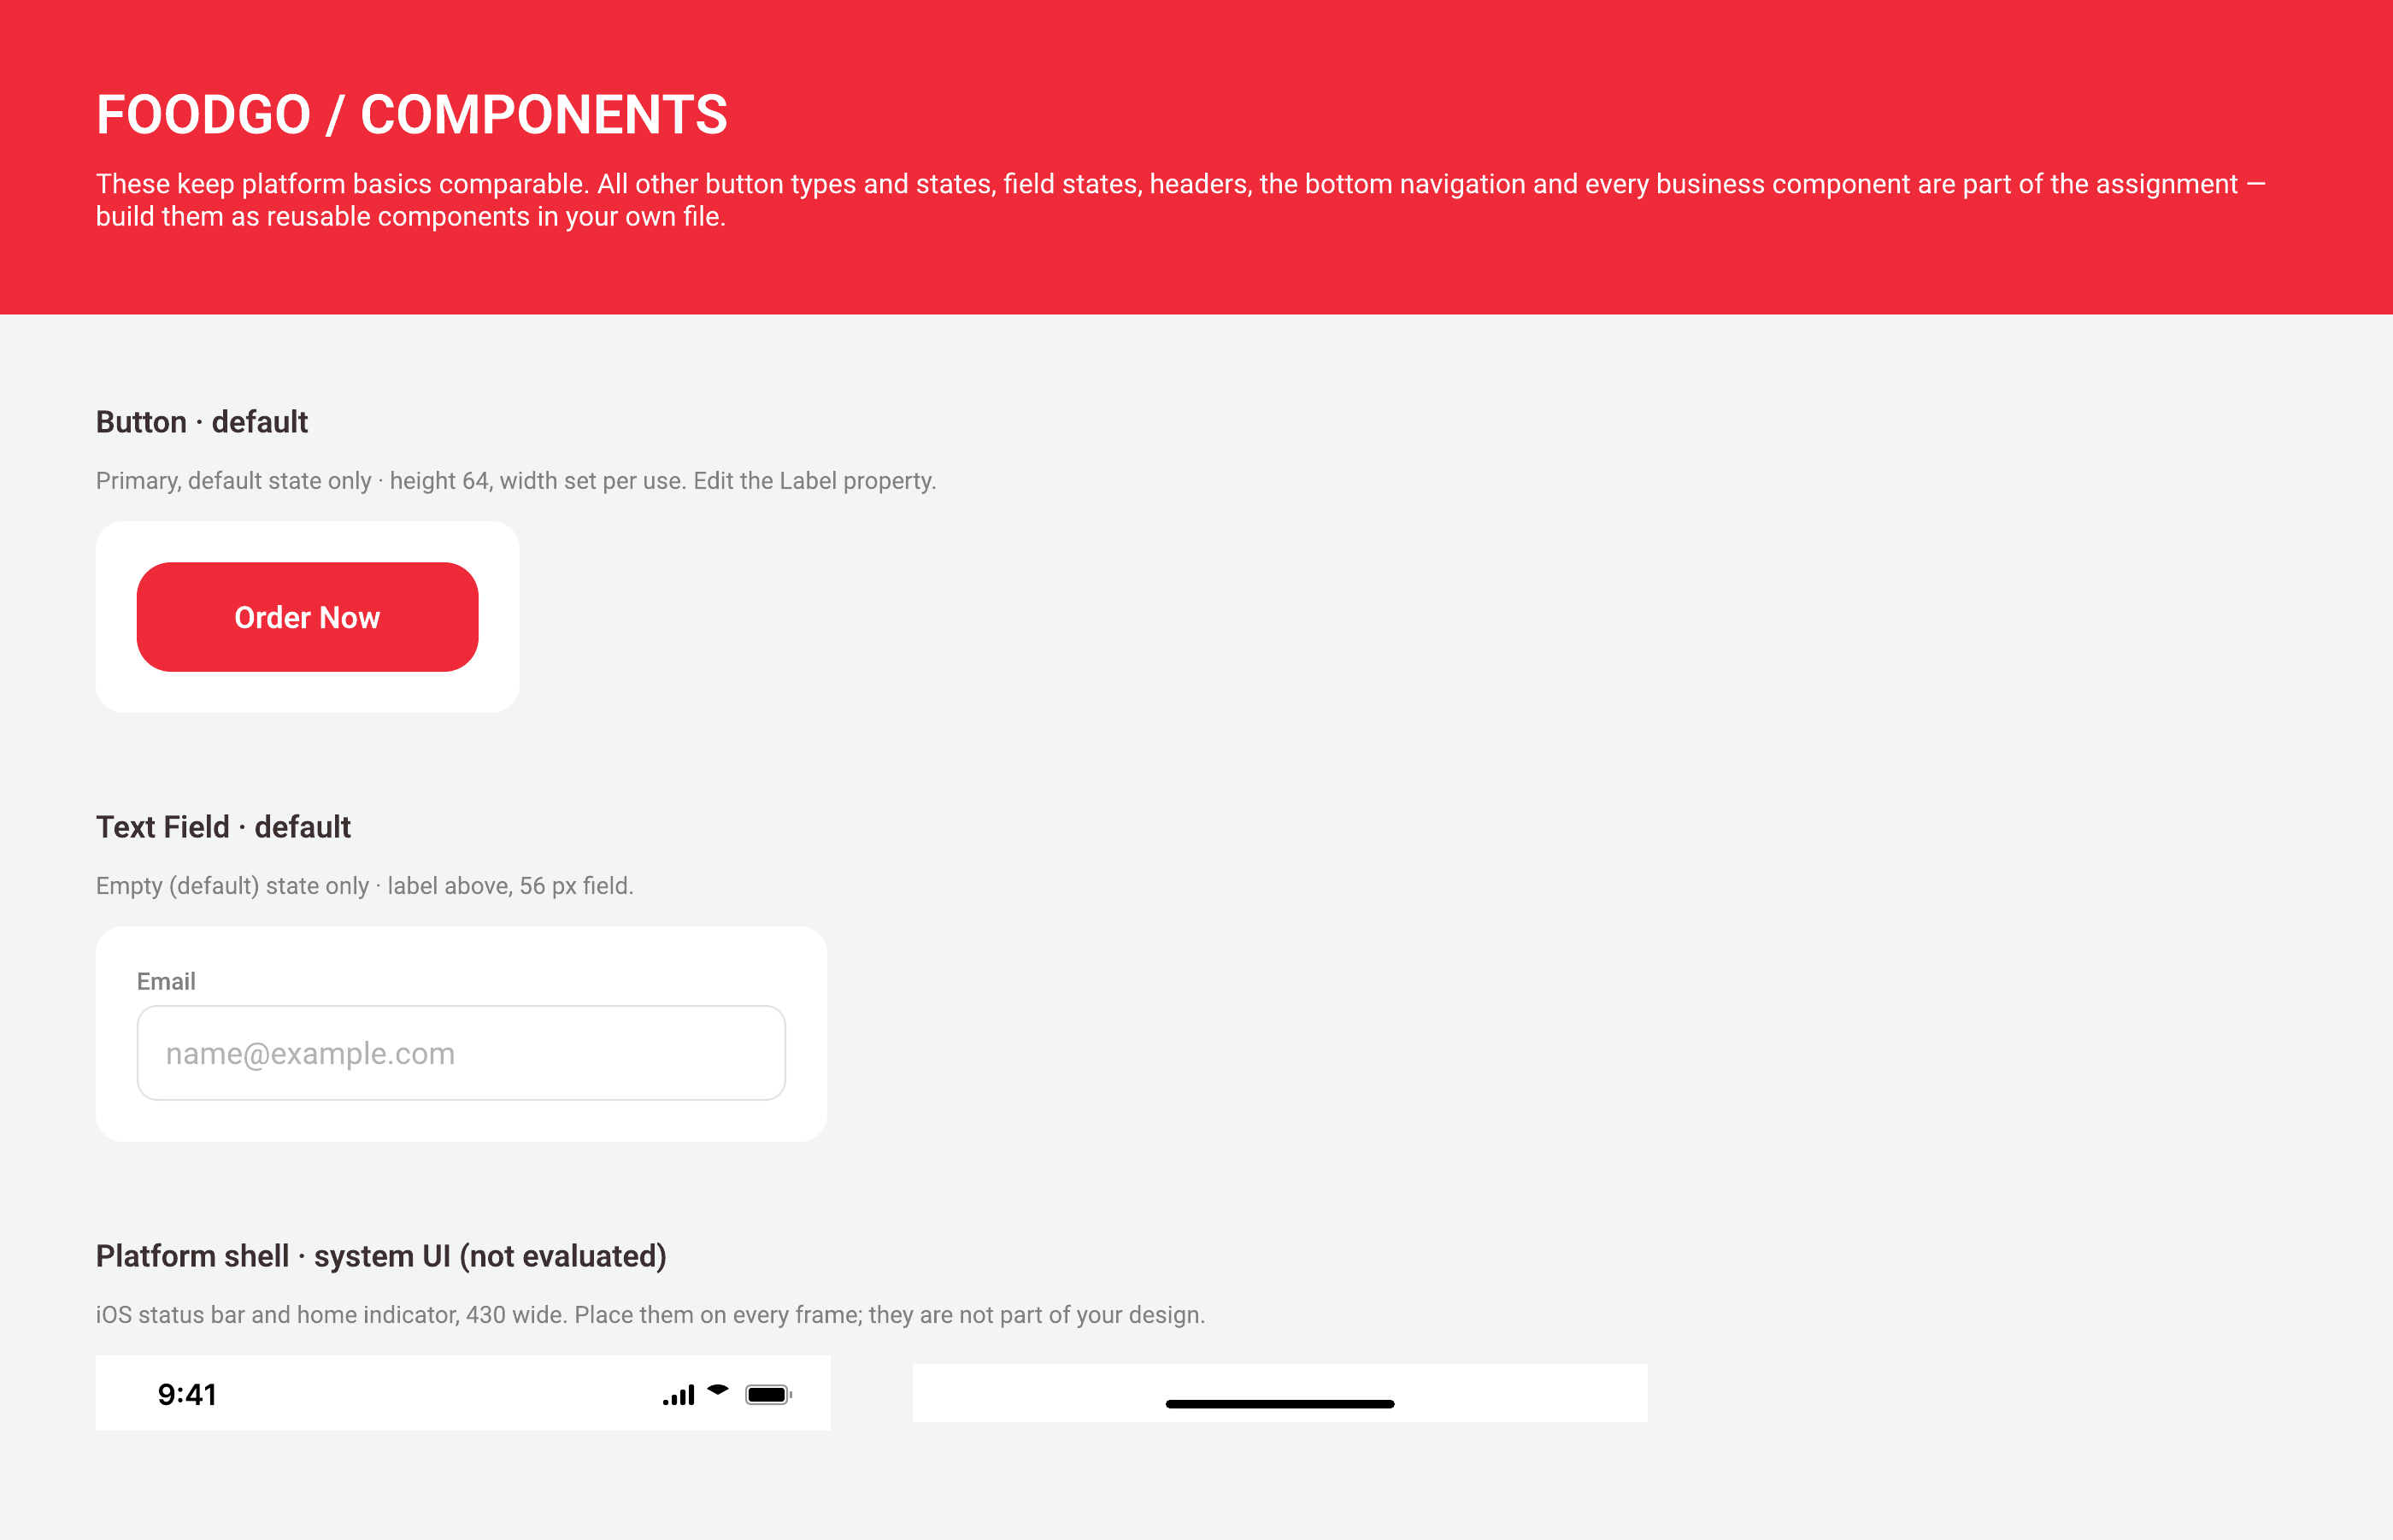 FOODGO / COMPONENTS
These keep platform basics comparable. All other button types and states, field states, headers, the bottom navigation and every business component are part of the assignment —
build them as reusable components in your own file.
Button · default
Primary, default state only · height 64, width set per use. Edit the Label property.
Order Now
Text Field · default
Empty (default) state only · label above, 56 px field.
Email
name@example.com
Platform shell · system UI (not evaluated)
iOS status bar and home indicator, 430 wide. Place them on every frame; they are not part of your design.
9:41